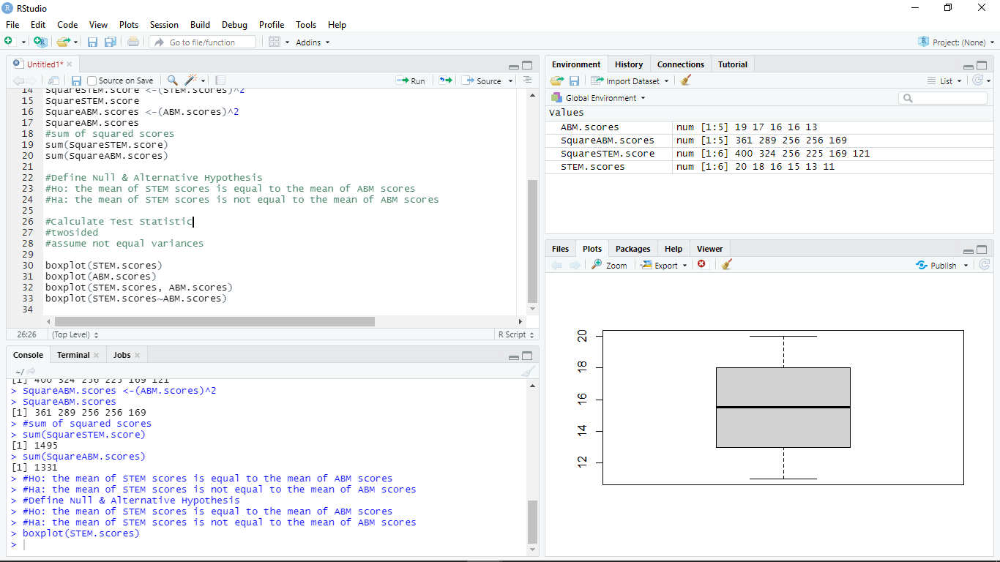 RStudio
File Edit Code View Plots Session Build Debug Profile Tools Help
Go to file/function Addins Project: (None)
Untitled1*
Source on Save Run Source
14 SquareSTEM.score <-(STEM.scores)^2
15 SquareSTEM.score
16 SquareABM.scores <-(ABM.scores)^2
17 SquareABM.scores
18 #sum of squared scores
19 sum(SquareSTEM.score)
20 sum(SquareABM.scores)
21
22 #Define Null & Alternative Hypothesis
23 #Ho: the mean of STEM scores is equal to the mean of ABM scores
24 #Ha: the mean of STEM scores is not equal to the mean of ABM scores
25
26 #Calculate Test Statistic
27 #twosided
28 #assume not equal variances
29
30 boxplot(STEM.scores)
31 boxplot(ABM.scores)
32 boxplot(STEM.scores, ABM.scores)
33 boxplot(STEM.scores~ABM.scores)
34
26:26 (Top Level) R Script
Console Terminal Jobs
~/
[1] 400 324 256 225 169 121
> SquareABM.scores <-(ABM.scores)^2
> SquareABM.scores
[1] 361 289 256 256 169
> #sum of squared scores
> sum(SquareSTEM.score)
[1] 1495
> sum(SquareABM.scores)
[1] 1331
> #Ho: the mean of STEM scores is equal to the mean of ABM scores
> #Ha: the mean of STEM scores is not equal to the mean of ABM scores
> #Define Null & Alternative Hypothesis
> #Ho: the mean of STEM scores is equal to the mean of ABM scores
> #Ha: the mean of STEM scores is not equal to the mean of ABM scores
> boxplot(STEM.scores)
>
Environment History Connections Tutorial
Import Dataset List
Global Environment
Values
ABM.scores num [1:5] 19 17 16 16 13
SquareABM.scores num [1:5] 361 289 256 256 169
SquareSTEM.score num [1:6] 400 324 256 225 169 121
STEM.scores num [1:6] 20 18 16 15 13 11
Files Plots Packages Help Viewer
Zoom Export Publish
20
18
16
14
12